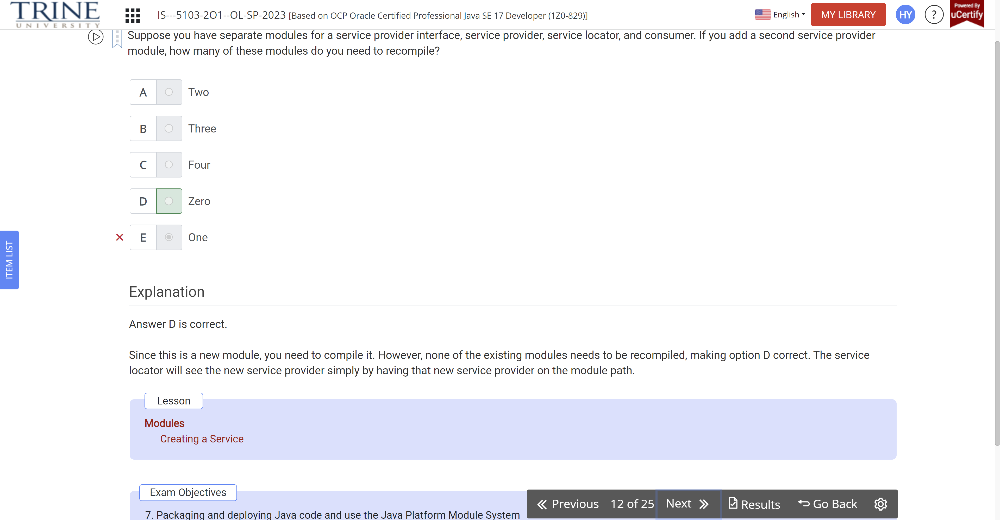 TRINE
UNIVERSITY
IS---5103-2O1--OL-SP-2023 [Based on OCP Oracle Certified Professional Java SE 17 Developer (1Z0-829)]
English
MY LIBRARY
HY
?
Powered By
uCertify
Suppose you have separate modules for a service provider interface, service provider, service locator, and consumer. If you add a second service provider
module, how many of these modules do you need to recompile?
A Two
B Three
C Four
D Zero
E One
ITEM LIST
Explanation
Answer D is correct.
Since this is a new module, you need to compile it. However, none of the existing modules needs to be recompiled, making option D correct. The service
locator will see the new service provider simply by having that new service provider on the module path.
Lesson
Modules
Creating a Service
Exam Objectives
7. Packaging and deploying Java code and use the Java Platform Module System
Previous 12 of 25 Next Results Go Back